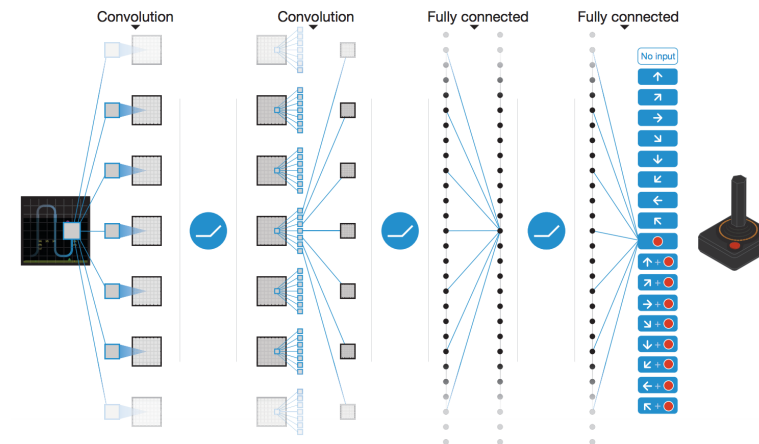 Convolution
Convolution
Fully connected
Fully connected
No input
+
+
+
+
+
+
+
+